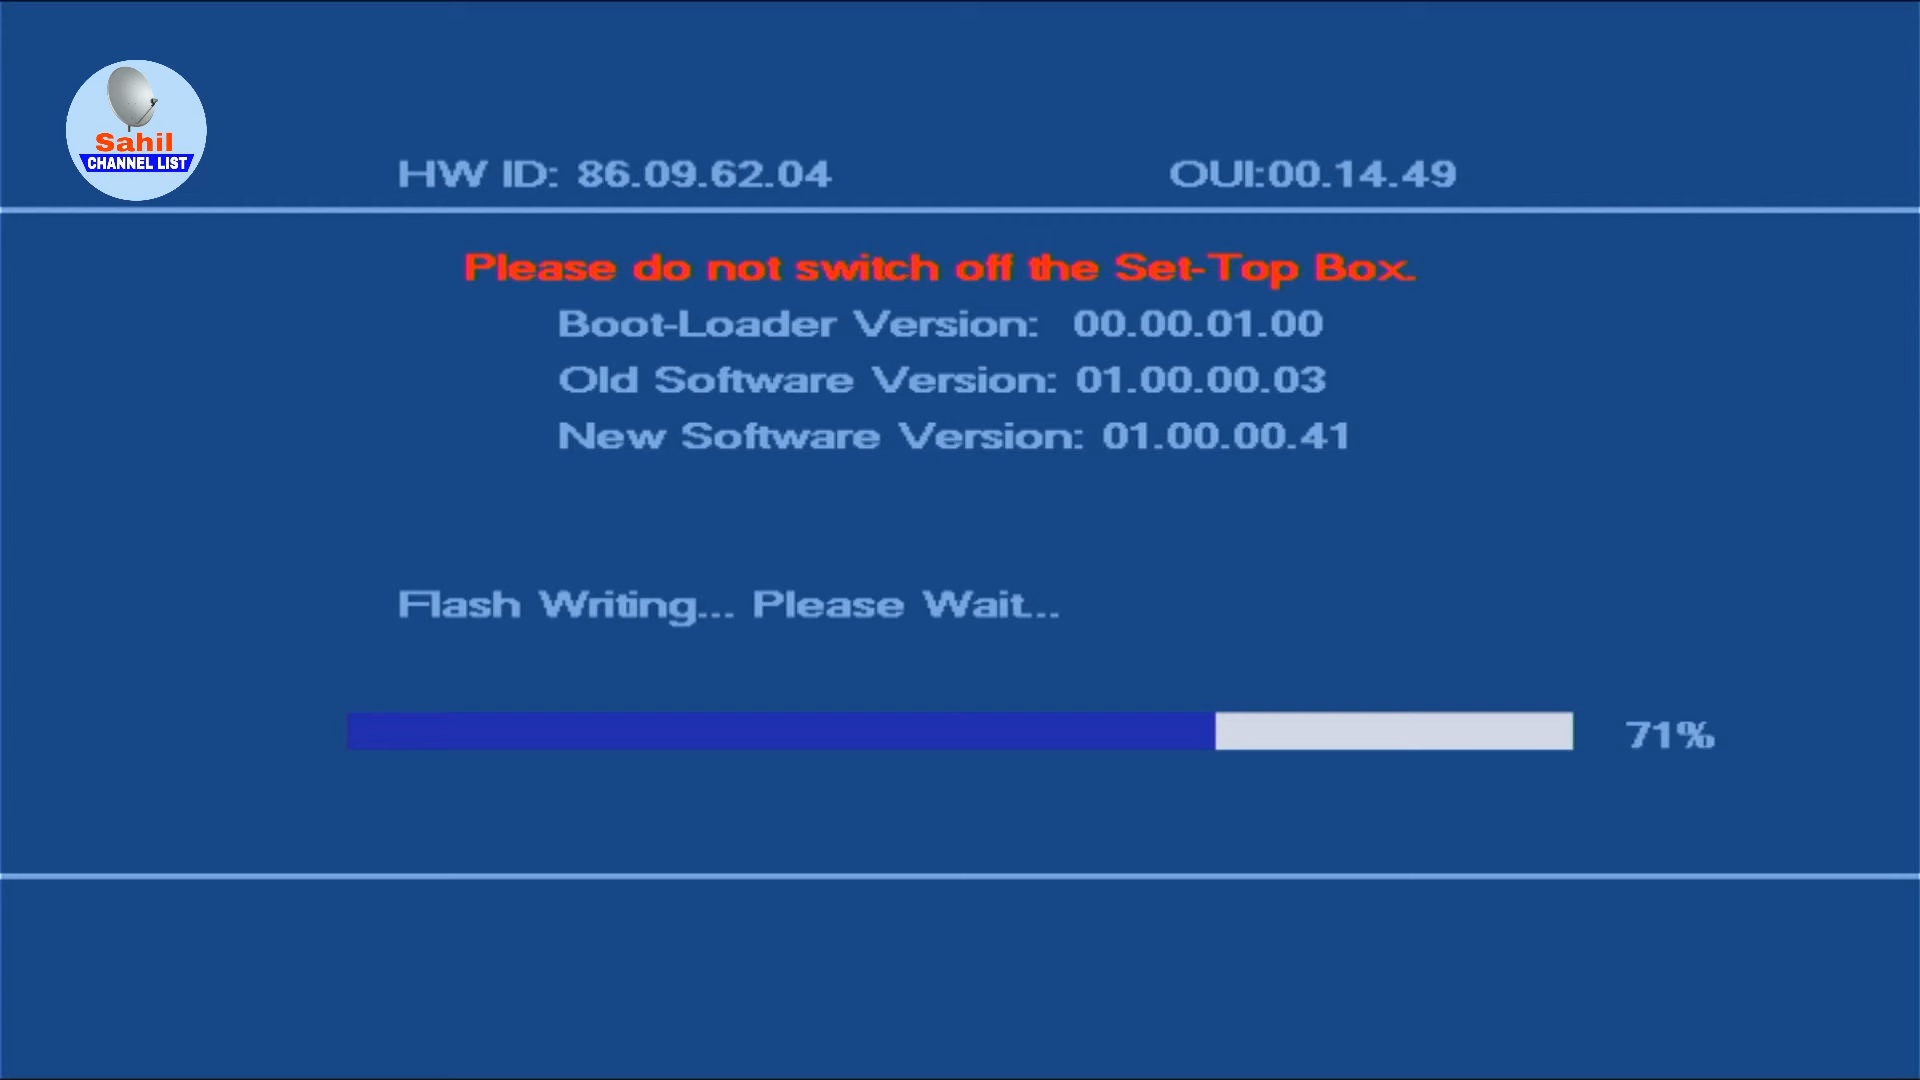 Sahil
CHANNEL LIST
HW ID: 86.09.62.04
OUI:00.14.49
Please do not switch off the Set-Top Box.
Boot-Loader Version: 00.00.01.00
Old Software Version: 01.00.00.03
New Software Version: 01.00.00.41
Flash Writing... Please Wait...
71%